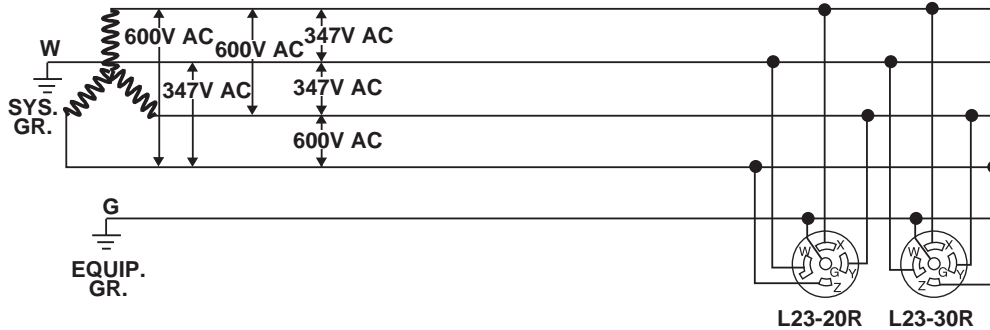 W
SYS.
GR.
600V AC
600V AC
347V AC
347V AC
347V AC
600V AC
G
EQUIP.
GR.
W
X
G
Y
Z
W
X
G
Y
Z
L23-20R
L23-30R